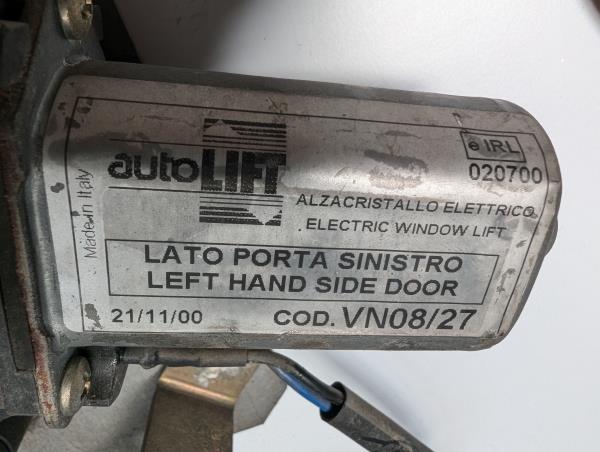 Made in Italy
autoLIFT
e IRL
020700
ALZACRISTALLO ELETTRICO
ELECTRIC WINDOW LIFT
LATO PORTA SINISTRO
LEFT HAND SIDE DOOR
21/11/00 COD. VN08/27